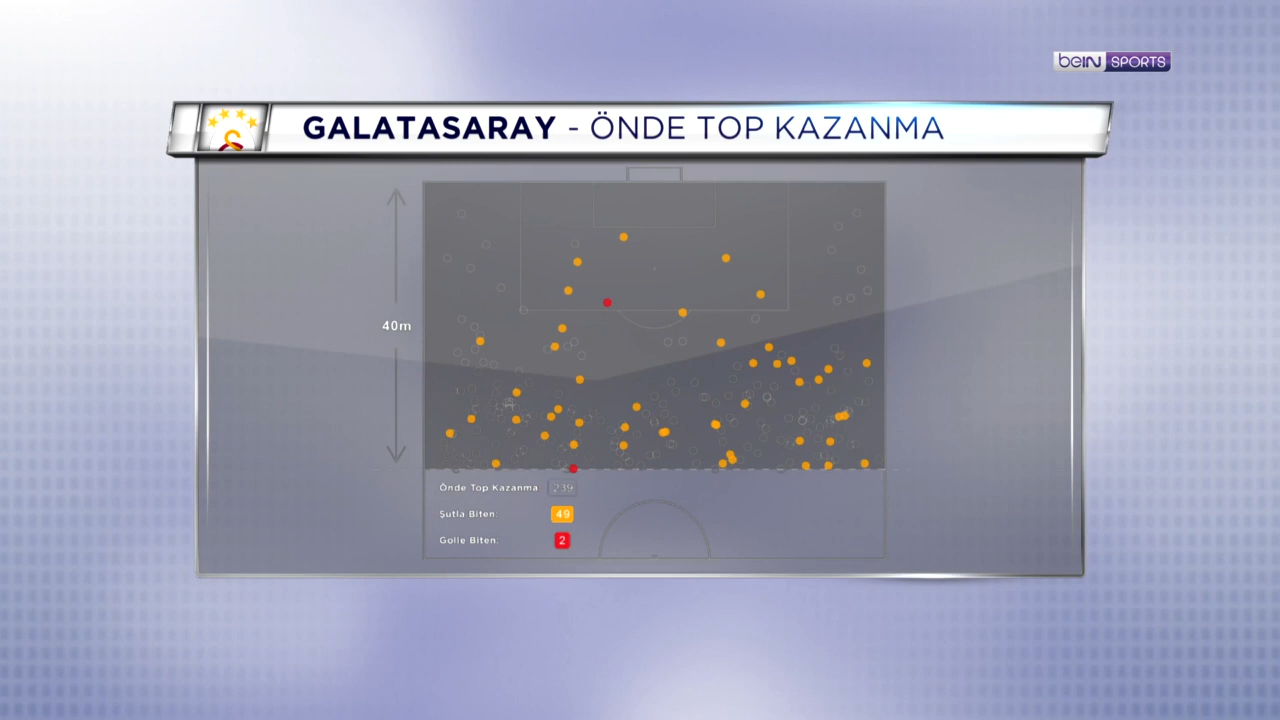 beIN SPORTS
GALATASARAY - ÖNDE TOP KAZANMA
40m
Önde Top Kazanma 239
Şutla Biten: 49
Golle Biten: 2